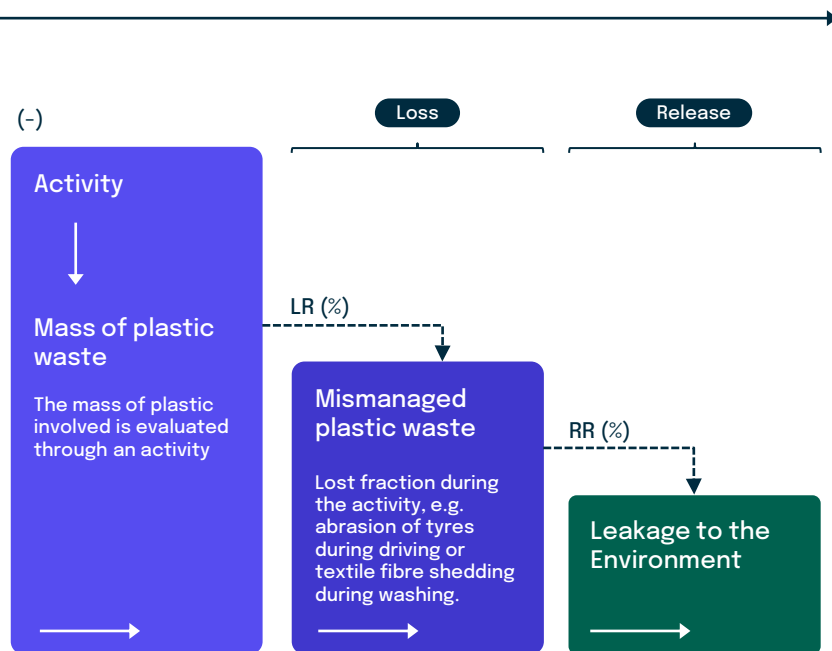 (-)
Loss
Release
Activity
LR (%)
Mass of plastic
waste
The mass of plastic
involved is evaluated
through an activity
Mismanaged
plastic waste
Lost fraction during
the activity, e.g.
abrasion of tyres
during driving or
textile fibre shedding
during washing.
RR (%)
Leakage to the
Environment